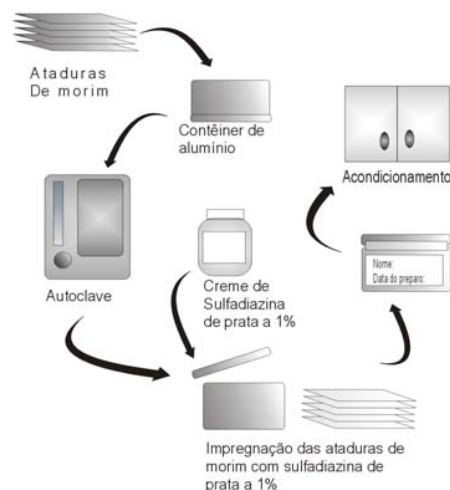 Ataduras
De morim
Contêiner de
alumínio
Acondicionamento
Autoclave
Creme de
Sulfadiazina
de prata a 1%
Nome:
Data do preparo:
Impregnação das ataduras de
morim com sulfadiazina de
prata a 1%